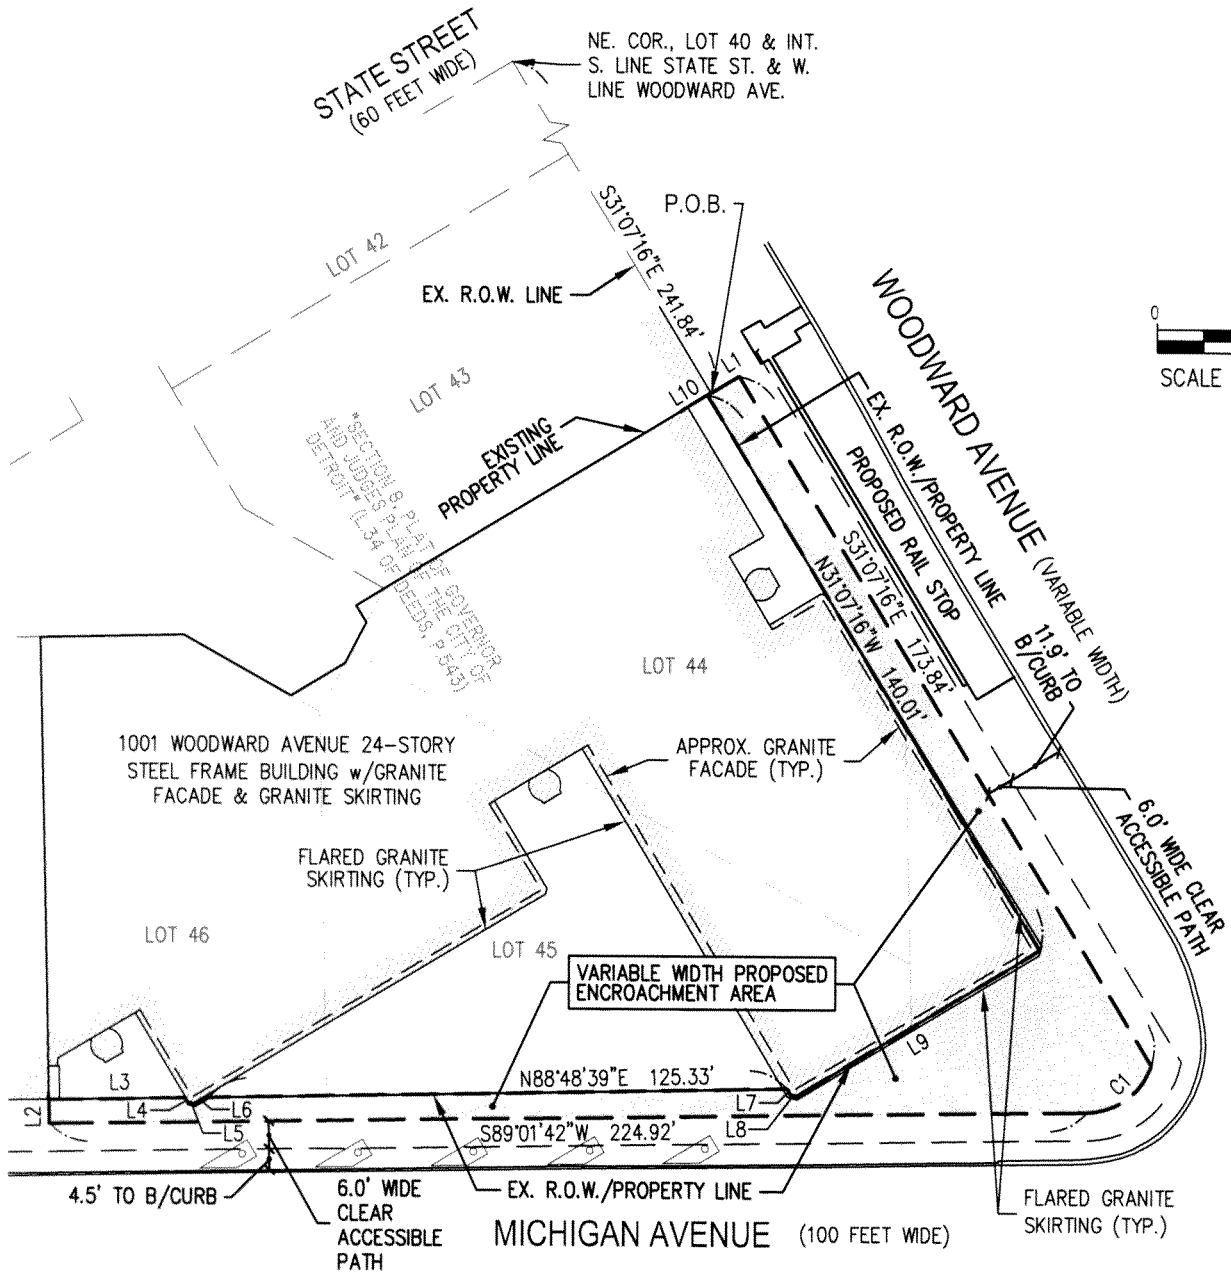 STATE STREET
(60 FEET WIDE)
NE. COR., LOT 40 & INT.
S. LINE STATE ST. & W.
LINE WOODWARD AVE.
S31°07'16"E 241.84'
P.O.B.
LOT 42
EX. R.O.W. LINE
WOODWARD AVENUE (VARIABLE WIDTH)
0
SCALE
LOT 43
L10
L1
EX. R.O.W./PROPERTY LINE
"SECTION 8, PLAT OF GOVERNOR
AND JUDGES PLAN OF THE CITY OF
DETROIT" (L.34 OF DEEDS, P.543)
EXISTING
PROPERTY LINE
PROPOSED RAIL STOP
S31°07'16"E 173.84'
N31°07'16"W 140.01'
11.9' TO
B/CURB
LOT 44
1001 WOODWARD AVENUE 24-STORY
STEEL FRAME BUILDING w/GRANITE
FACADE & GRANITE SKIRTING
APPROX. GRANITE
FACADE (TYP.)
6.0' WIDE CLEAR
ACCESSIBLE PATH
FLARED GRANITE
SKIRTING (TYP.)
LOT 46
LOT 45
VARIABLE WIDTH PROPOSED
ENCROACHMENT AREA
L9
L3
N88°48'39"E 125.33'
C1
L2
L4
L6
L7
L5
L8
S89°01'42"W 224.92'
4.5' TO B/CURB
6.0' WIDE
CLEAR
ACCESSIBLE
PATH
EX. R.O.W./PROPERTY LINE
FLARED GRANITE
SKIRTING (TYP.)
MICHIGAN AVENUE (100 FEET WIDE)